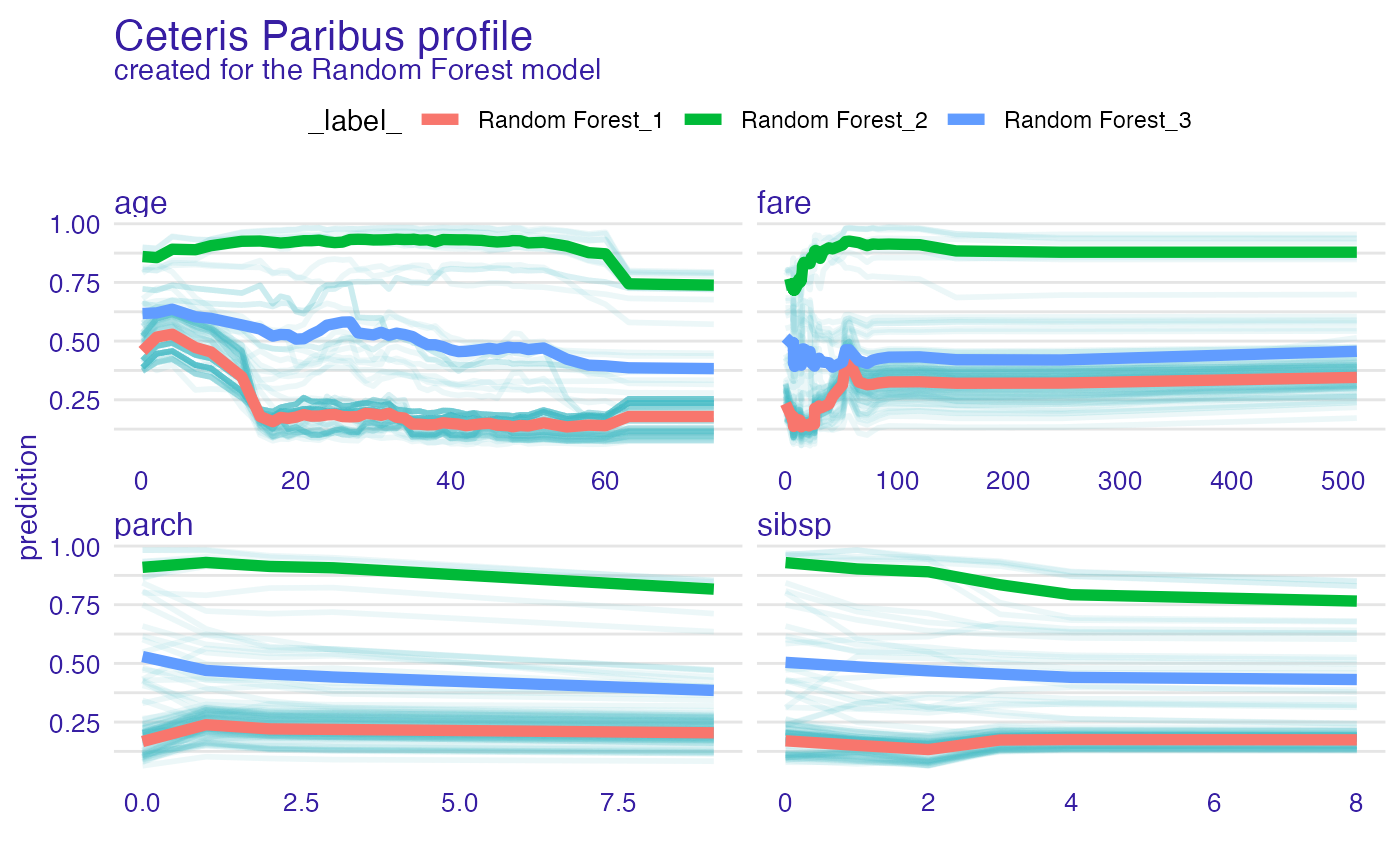 Ceteris Paribus profile
created for the Random Forest model
_label_ Random Forest_1 Random Forest_2 Random Forest_3
age fare
1.00
0.75
0.50
0.25
0 20 40 60 0 100 200 300 400 500
prediction
parch sibsp
1.00
0.75
0.50
0.25
0.0 2.5 5.0 7.5 0 2 4 6 8